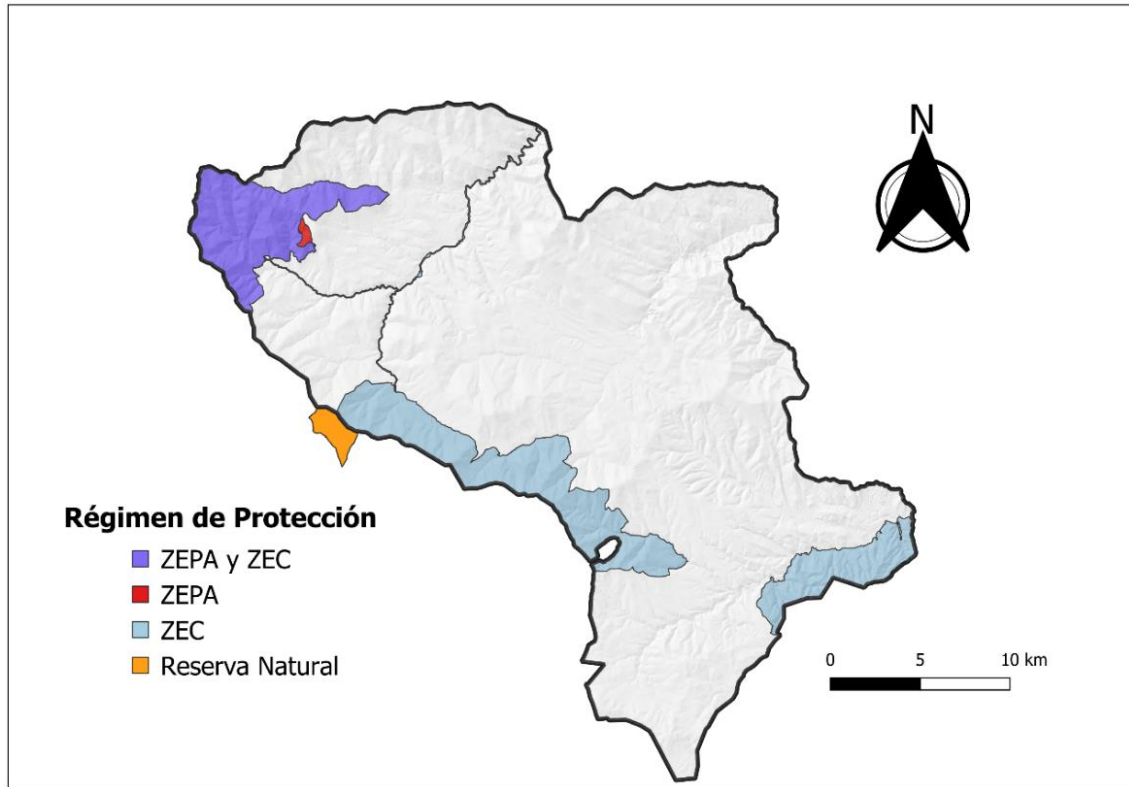 N
Régimen de Protección
ZEPA y ZEC
ZEPA
ZEC
Reserva Natural
0 5 10 km